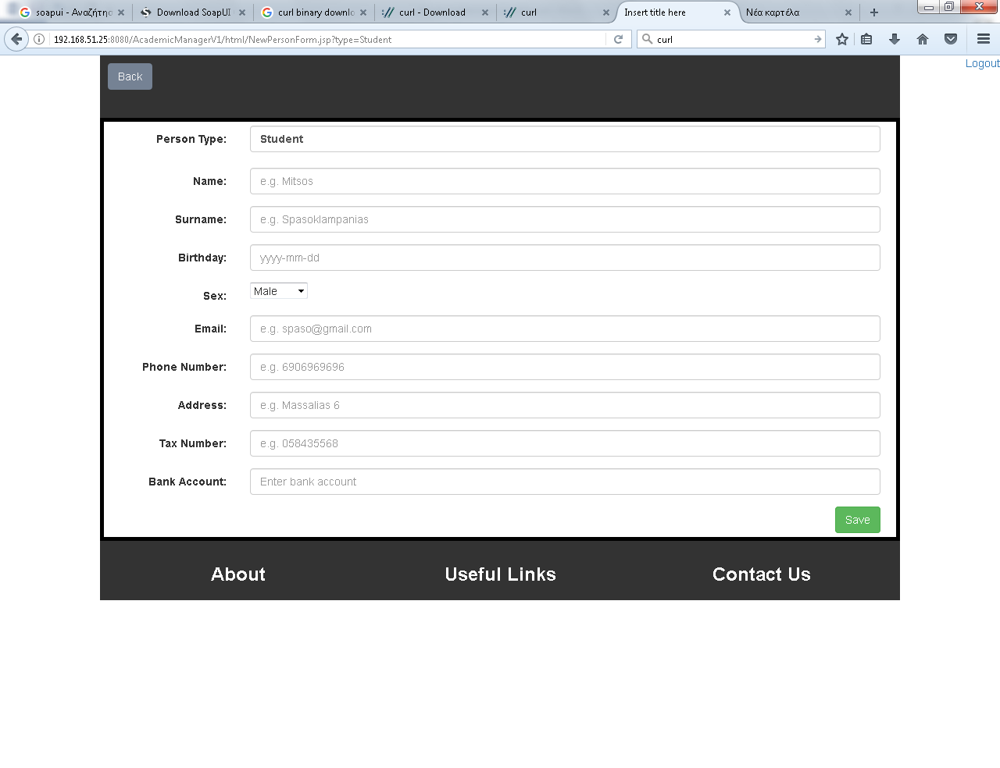 soapui - Αναζήτησ
Download SoapUI
curl binary downlo
curl - Download
curl
Insert title here
Νέα καρτέλα
192.168.51.25:8080/AcademicManagerV1/html/NewPersonForm.jsp?type=Student
curl
Logout
Back
Person Type: Student
Name: e.g. Mitsos
Surname: e.g. Spasoklampanias
Birthday: yyyy-mm-dd
Sex: Male
Email: e.g. spaso@gmail.com
Phone Number: e.g. 6906969696
Address: e.g. Massalias 6
Tax Number: e.g. 058435568
Bank Account: Enter bank account
Save
About
Useful Links
Contact Us